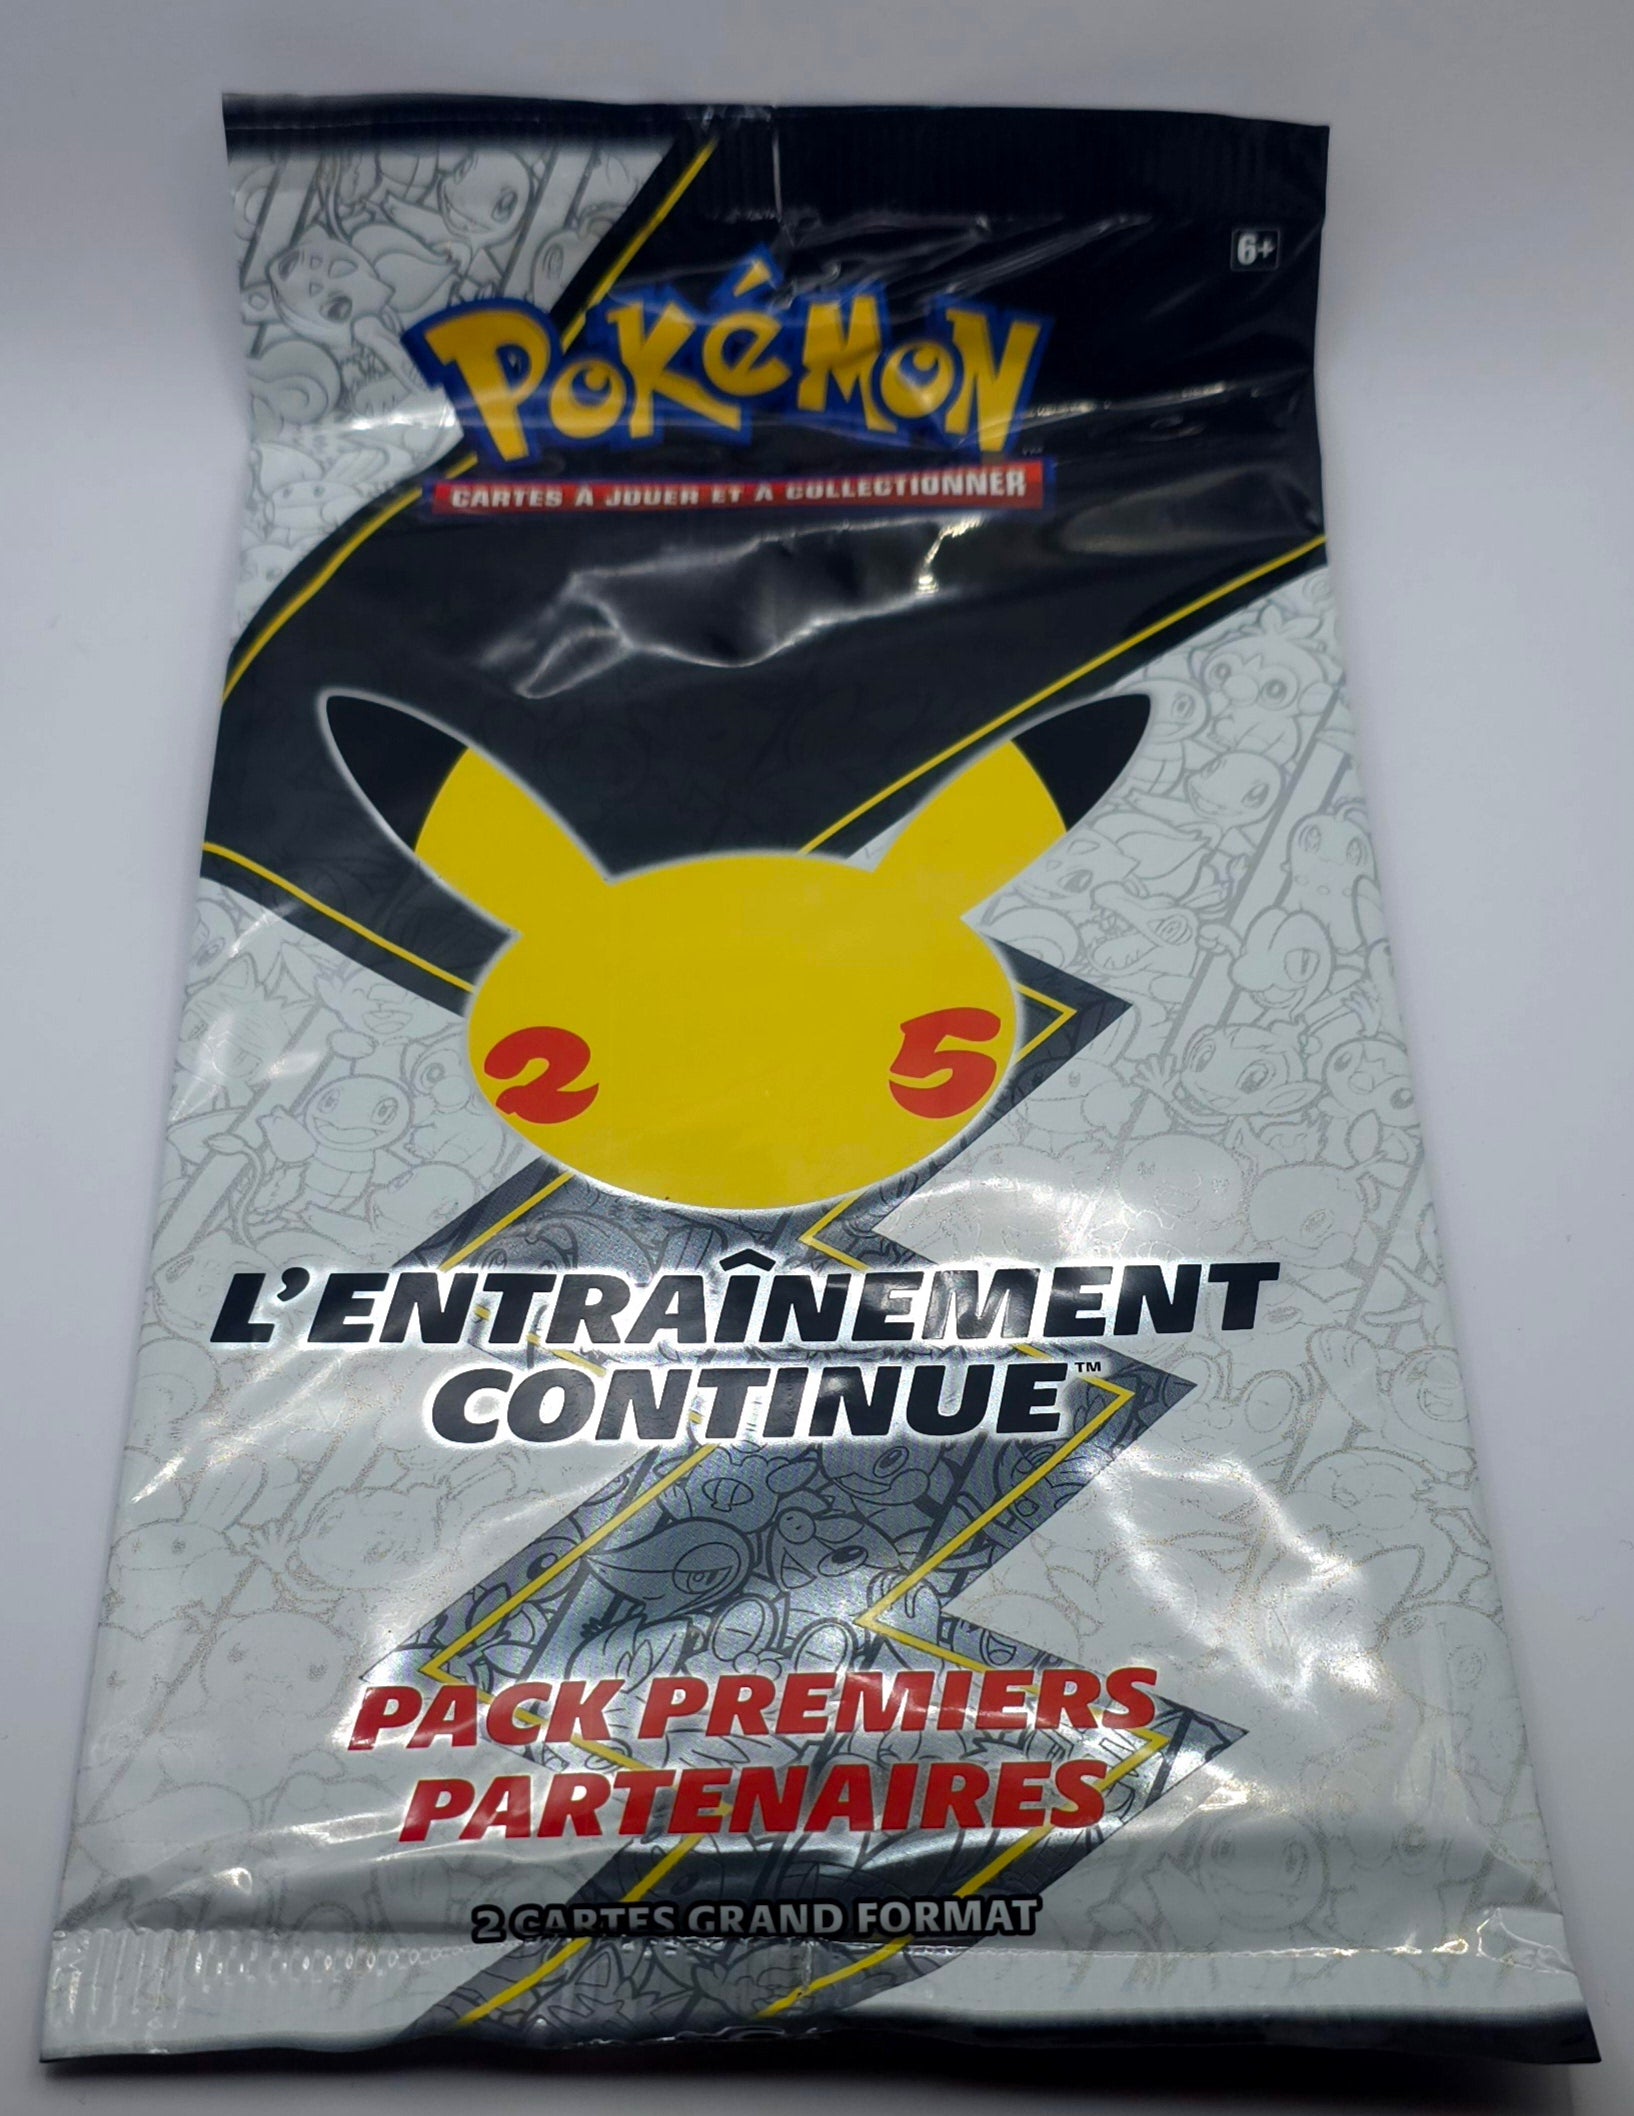 6+
POKéMON
CARTES À JOUER ET À COLLECTIONNER
2 5
L'ENTRAÎNEMENT
CONTINUE™
PACK PREMIERS
PARTENAIRES
2 CARTES GRAND FORMAT